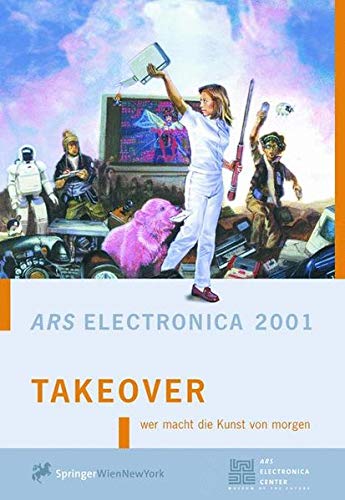 ARS ELECTRONICA 2001
TAKEOVER
wer macht die Kunst von morgen
SpringerWienNewYork
ARS
ELECTRONICA
CENTER
MUSEUM OF THE FUTURE